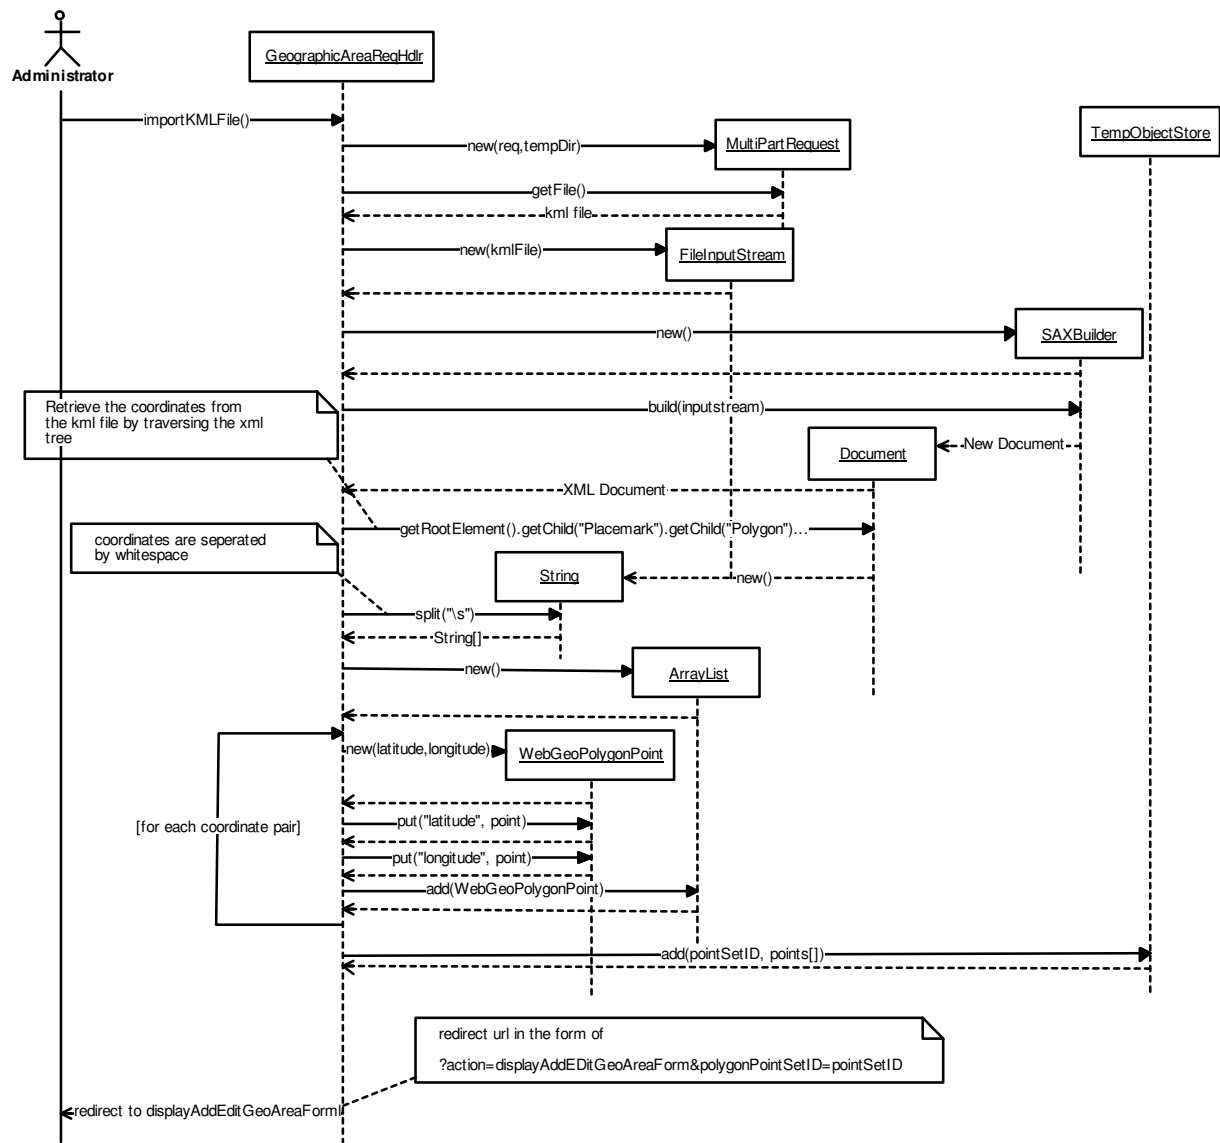 Administrator
GeographicAreaReqHdlr
importKMLFile()
TempObjectStore
new(req,tempDir)
MultiPartRequest
getFile()
kml file
new(kmlFile)
FileInputStream
new()
SAXBuilder
Retrieve the coordinates from
the kml file by traversing the xml
tree
build(inputstream)
New Document
Document
XML Document
getRootElement().getChild("Placemark").getChild("Polygon")...
coordinates are seperated
by whitespace
String
new()
split("\s")
String[]
new()
ArrayList
new(latitude,longitude)
WebGeoPolygonPoint
[for each coordinate pair]
put("latitude", point)
put("longitude", point)
add(WebGeoPolygonPoint)
add(pointSetID, points[])
redirect url in the form of
?action=displayAddEDitGeoAreaForm&polygonPointSetID=pointSetID
redirect to displayAddEditGeoAreaForm